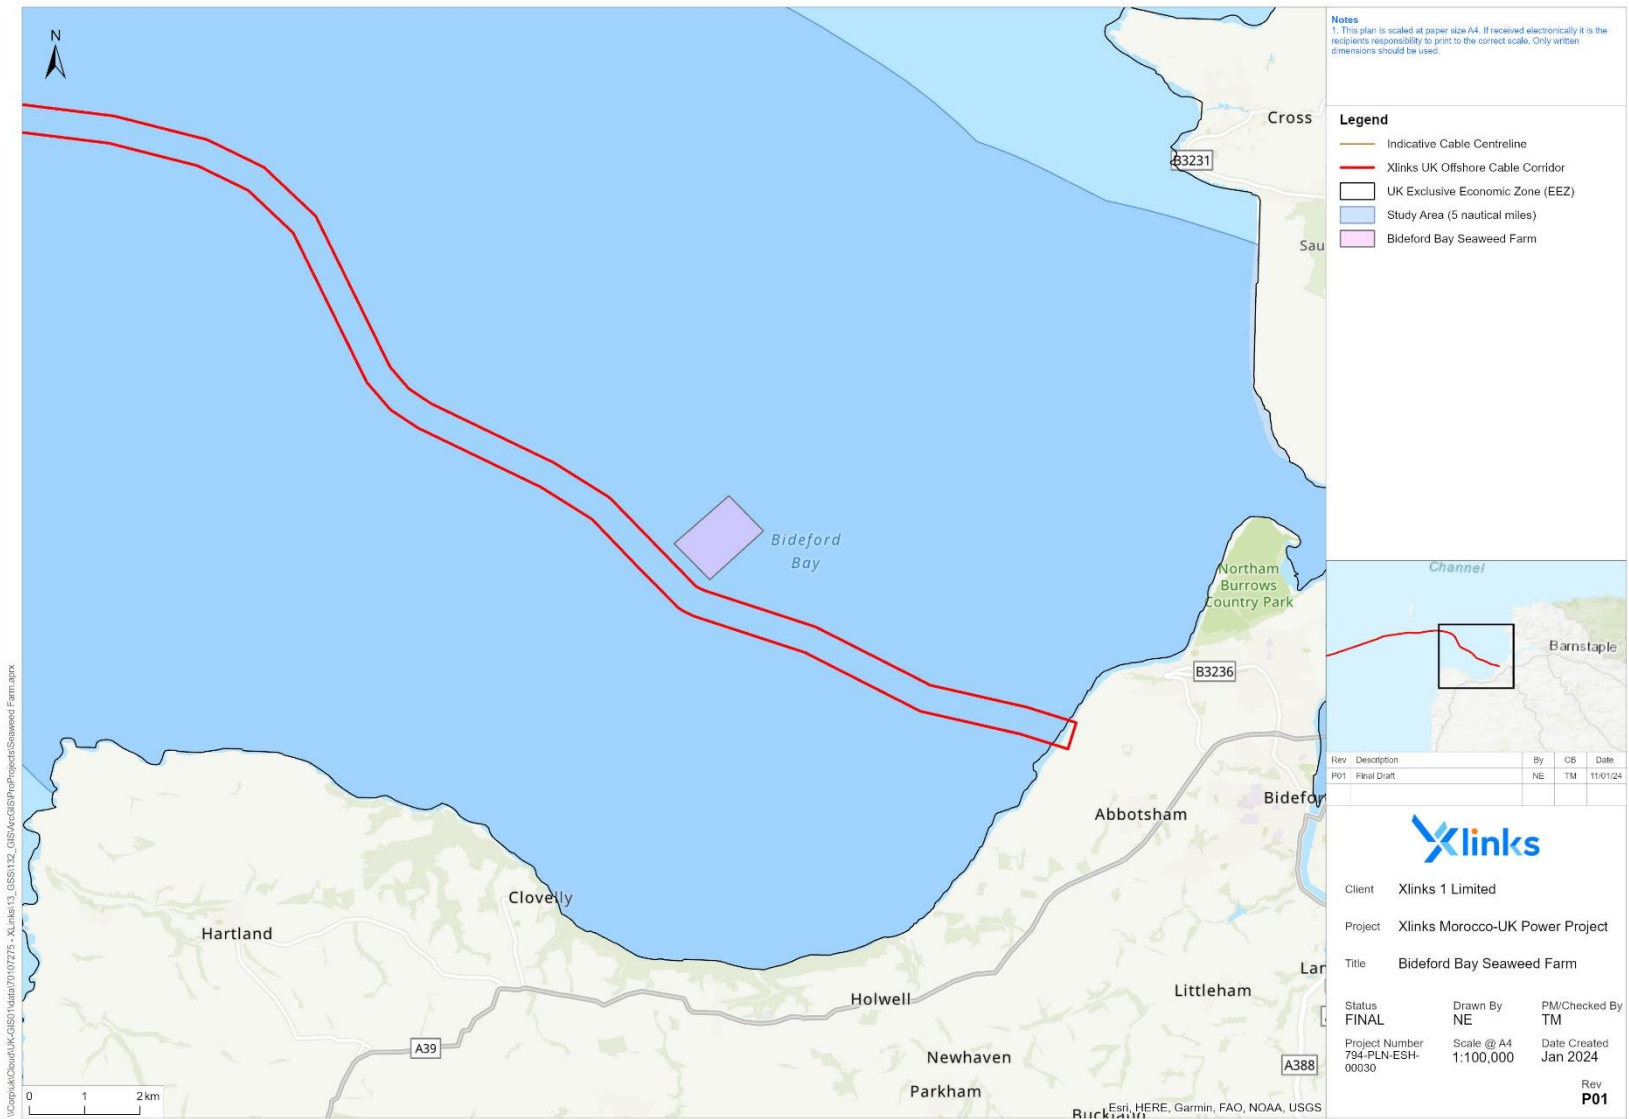 N
Cross
B3231
Sau
Bideford
Bay
Northam
Burrows
Country Park
B3236
Abbotsham
Bidefor
Clovelly
Hartland
Holwell
Littleham
Lar
A39
Newhaven
Parkham
A388
0 1 2 km
Esri, HERE, Garmin, FAO, NOAA, USGS
Notes
1. This plan is scaled at paper size A4. If received electronically it is the
recipients responsibility to print to the correct scale. Only written
dimensions should be used.
Legend
Indicative Cable Centreline
Xlinks UK Offshore Cable Corridor
UK Exclusive Economic Zone (EEZ)
Study Area (5 nautical miles)
Bideford Bay Seaweed Farm
Channel
Barnstaple
Rev Description By CB Date
P01 Final Draft NE TM 11/01/24
Xlinks
Client Xlinks 1 Limited
Project Xlinks Morocco-UK Power Project
Title Bideford Bay Seaweed Farm
Status Drawn By PM/Checked By
FINAL NE TM
Project Number Scale @ A4 Date Created
794-PLN-ESH-
00030 1:100,000 Jan 2024
Rev
P01